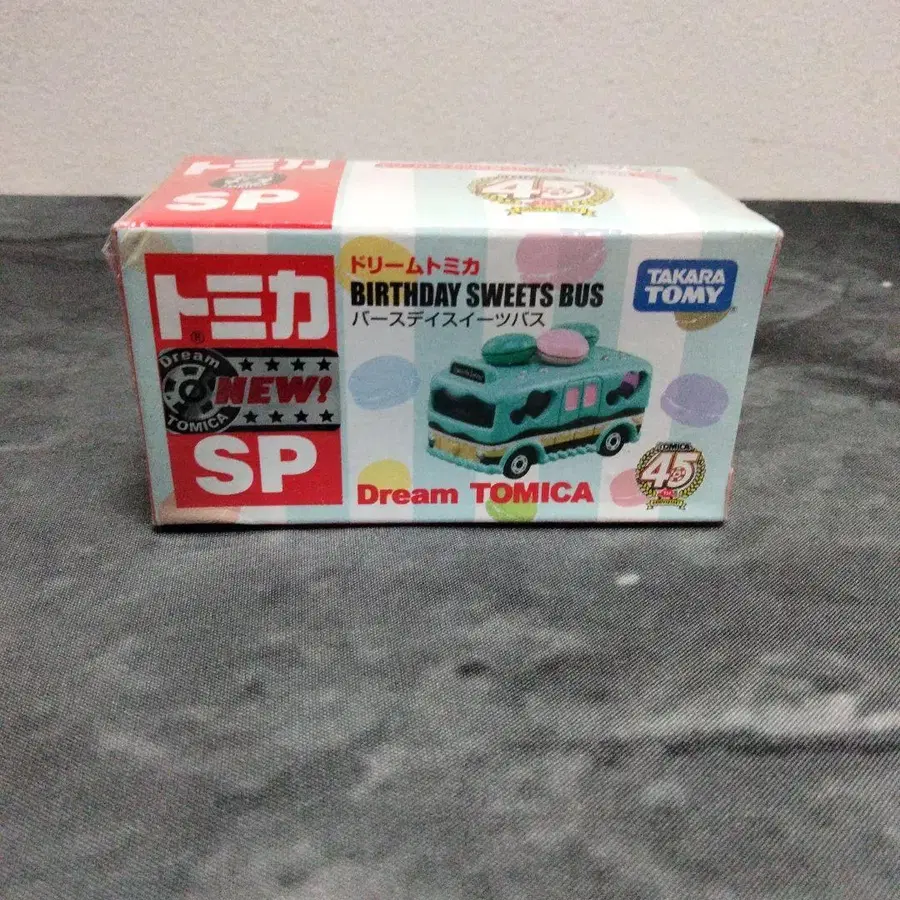 トミカ
SP
45
トミカ
®
Dream
TOMICA
NEW!
SP
ドリームトミカ
BIRTHDAY SWEETS BUS
バースデイスイーツバス
Dream TOMICA
TAKARA
TOMY
TOMICA
45